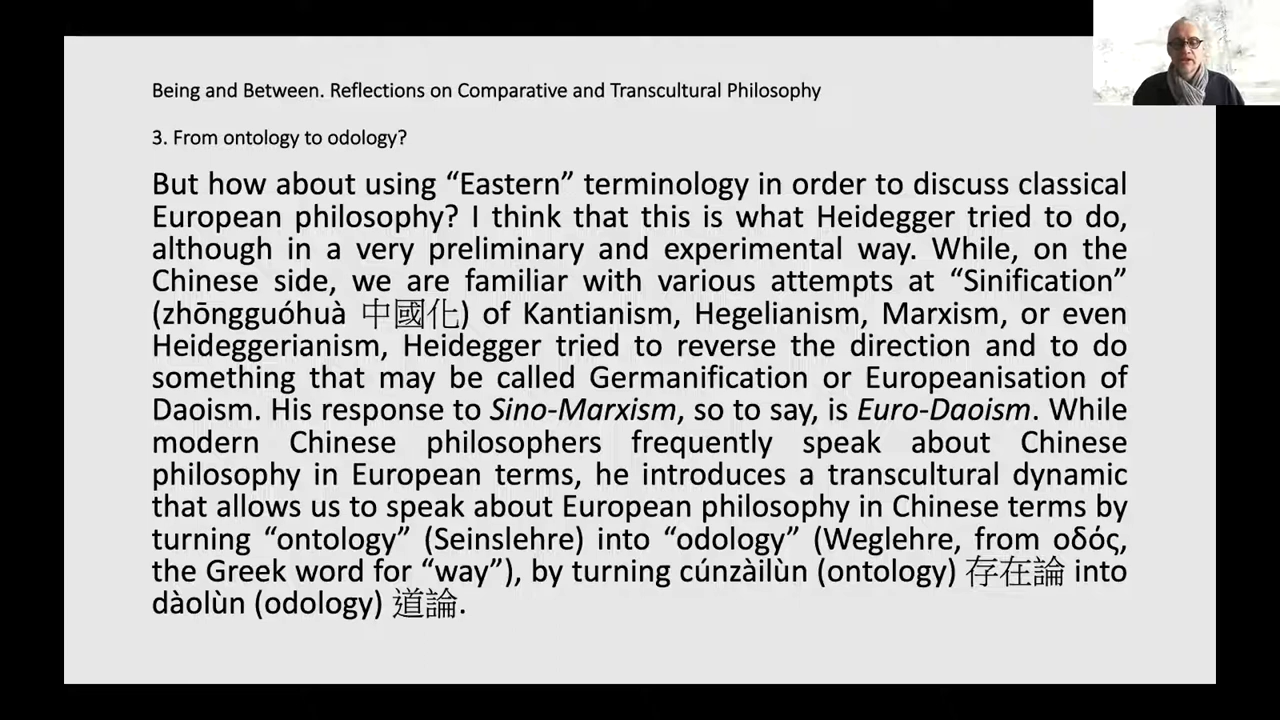 Being and Between. Reflections on Comparative and Transcultural Philosophy
3. From ontology to odology?
But how about using “Eastern” terminology in order to discuss classical
European philosophy? I think that this is what Heidegger tried to do,
although in a very preliminary and experimental way. While, on the
Chinese side, we are familiar with various attempts at “Sinification”
(zhōngguóhuà 中國化) of Kantianism, Hegelianism, Marxism, or even
Heideggerianism, Heidegger tried to reverse the direction and to do
something that may be called Germanification or Europeanisation of
Daoism. His response to Sino-Marxism, so to say, is Euro-Daoism. While
modern Chinese philosophers frequently speak about Chinese
philosophy in European terms, he introduces a transcultural dynamic
that allows us to speak about European philosophy in Chinese terms by
turning “ontology” (Seinslehre) into “odology” (Weglehre, from οδός,
the Greek word for “way”), by turning cúnzàilùn (ontology) 存在論 into
dàolùn (odology) 道論.